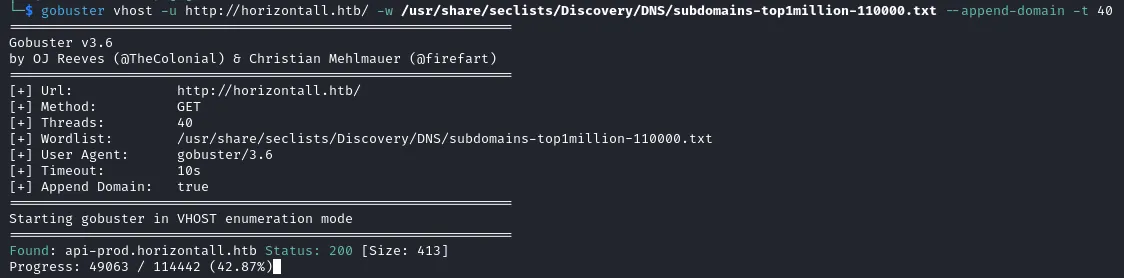 └─$ gobuster vhost -u http://horizontall.htb/ -w /usr/share/seclists/Discovery/DNS/subdomains-top1million-110000.txt --append-domain -t 40
===============================================================
Gobuster v3.6
by OJ Reeves (@TheColonial) & Christian Mehlmauer (@firefart)
===============================================================
[+] Url:             http://horizontall.htb/
[+] Method:          GET
[+] Threads:         40
[+] Wordlist:        /usr/share/seclists/Discovery/DNS/subdomains-top1million-110000.txt
[+] User Agent:      gobuster/3.6
[+] Timeout:         10s
[+] Append Domain:   true
===============================================================
Starting gobuster in VHOST enumeration mode
===============================================================
Found: api-prod.horizontall.htb Status: 200 [Size: 413]
Progress: 49063 / 114442 (42.87%)